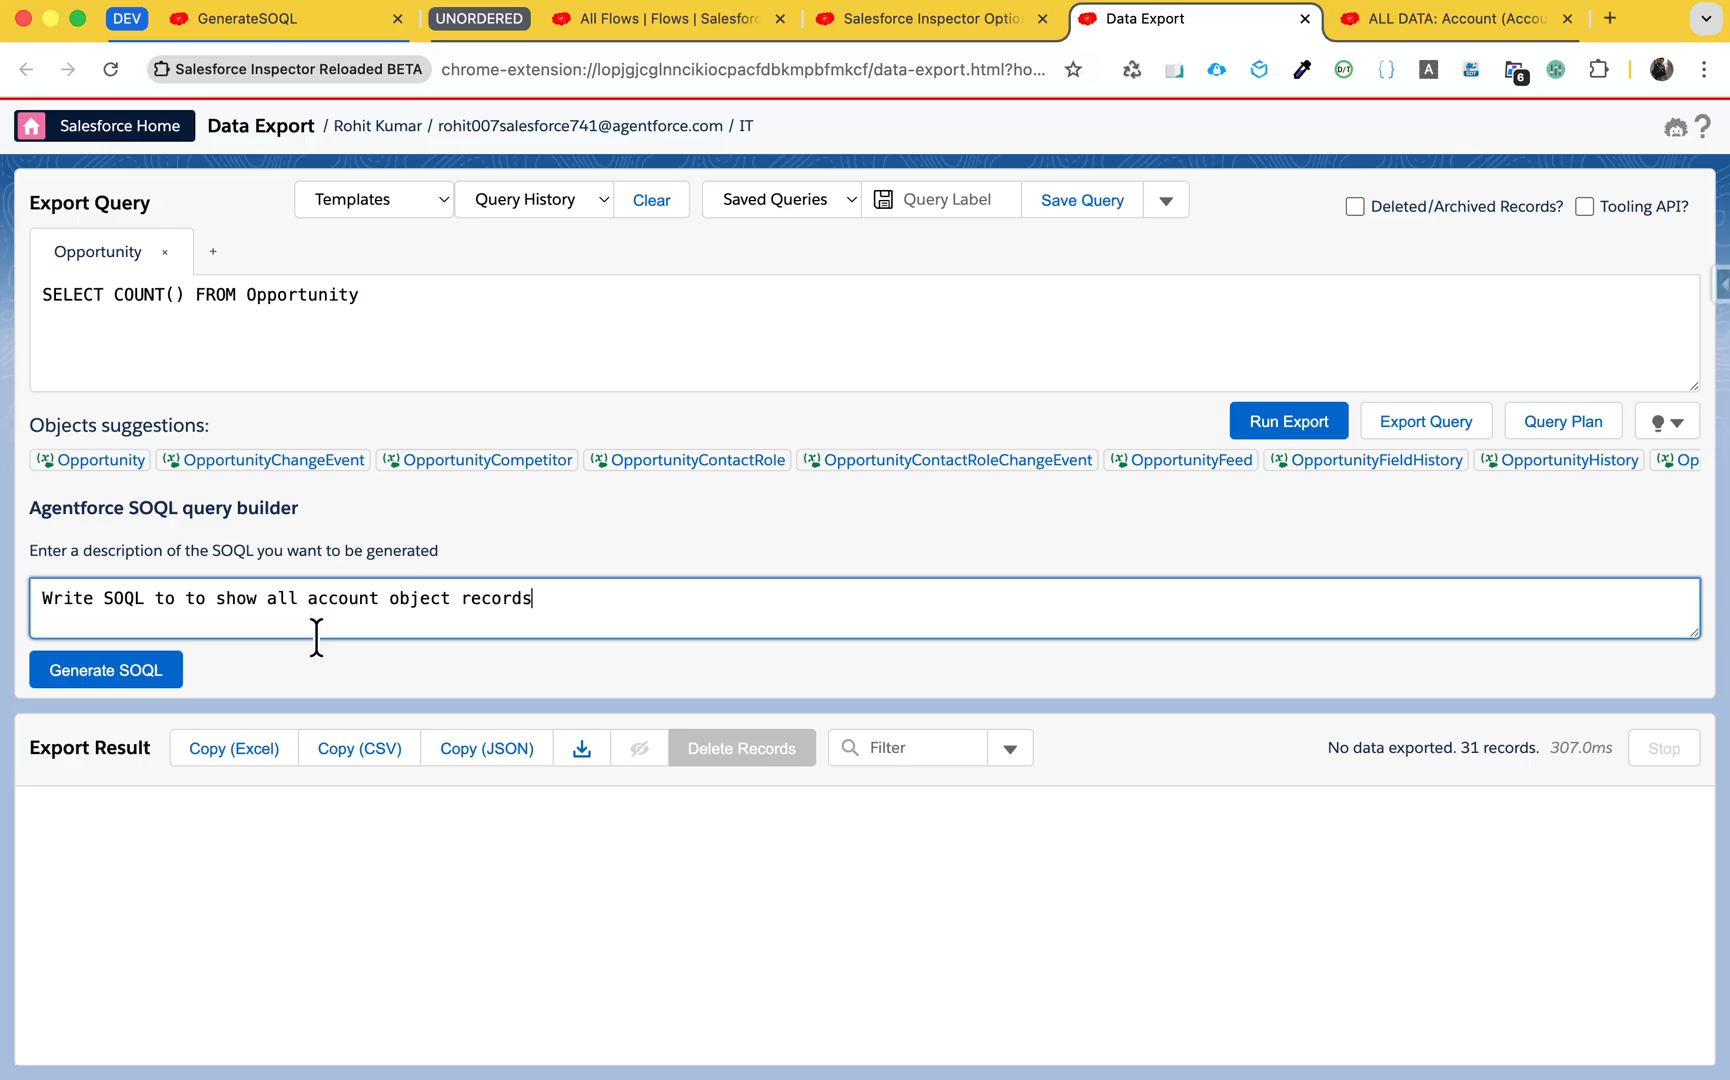 DEV
GenerateSOQL
UNORDERED
All Flows | Flows | Salesforc
Salesforce Inspector Optio
Data Export
ALL DATA: Account (Accou
Salesforce Inspector Reloaded BETA
chrome-extension://lopjgjcglnncikiocpacfdbkmpbfmkcf/data-export.html?ho...
6
Salesforce Home
Data Export / Rohit Kumar / rohit007salesforce741@agentforce.com / IT
Export Query
Templates
Query History
Clear
Saved Queries
Query Label
Save Query
Deleted/Archived Records?
Tooling API?
Opportunity ×
+
SELECT COUNT() FROM Opportunity
Objects suggestions:
Run Export
Export Query
Query Plan
Opportunity
OpportunityChangeEvent
OpportunityCompetitor
OpportunityContactRole
OpportunityContactRoleChangeEvent
OpportunityFeed
OpportunityFieldHistory
OpportunityHistory
Op
Agentforce SOQL query builder
Enter a description of the SOQL you want to be generated
Write SOQL to to show all account object records
Generate SOQL
Export Result
Copy (Excel)
Copy (CSV)
Copy (JSON)
Delete Records
Filter
No data exported. 31 records. 307.0ms
Stop